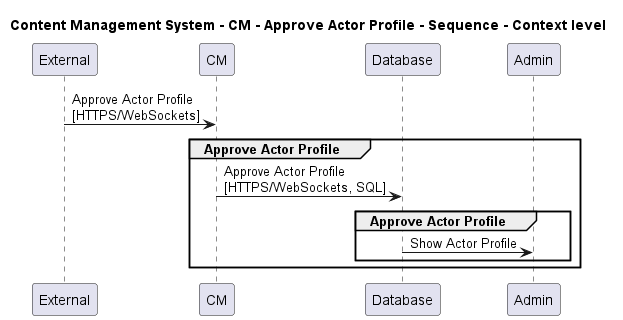 Content Management System - CM - Approve Actor Profile - Sequence - Context level
External
CM
Database
Admin
Approve Actor Profile
[HTTPS/WebSockets]
Approve Actor Profile
Approve Actor Profile
[HTTPS/WebSockets, SQL]
Approve Actor Profile
Show Actor Profile
External
CM
Database
Admin